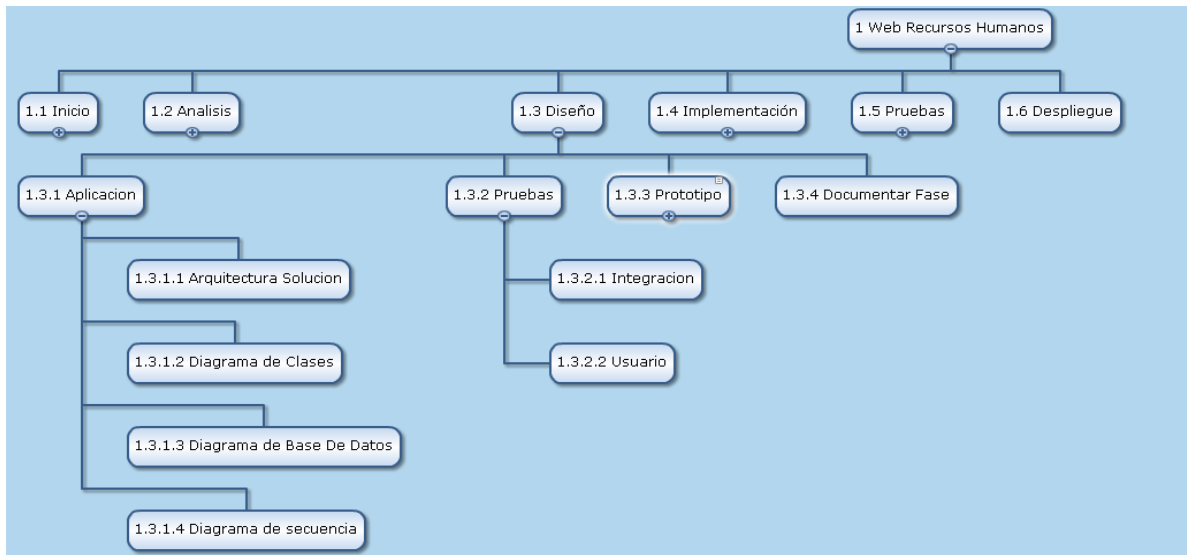 1 Web Recursos Humanos
1.1 Inicio
1.2 Analisis
1.3 Diseño
1.4 Implementación
1.5 Pruebas
1.6 Despliegue
1.3.1 Aplicacion
1.3.2 Pruebas
1.3.3 Prototipo
1.3.4 Documentar Fase
1.3.1.1 Arquitectura Solucion
1.3.2.1 Integracion
1.3.1.2 Diagrama de Clases
1.3.2.2 Usuario
1.3.1.3 Diagrama de Base De Datos
1.3.1.4 Diagrama de secuencia